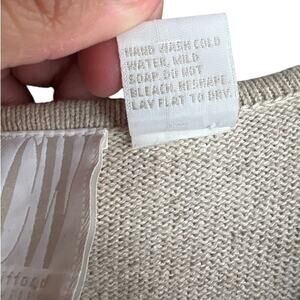 HAND WASH COLD
WATER, MILD
SOAP. DO NOT
BLEACH. RESHAPE
LAY FLAT TO DRY.